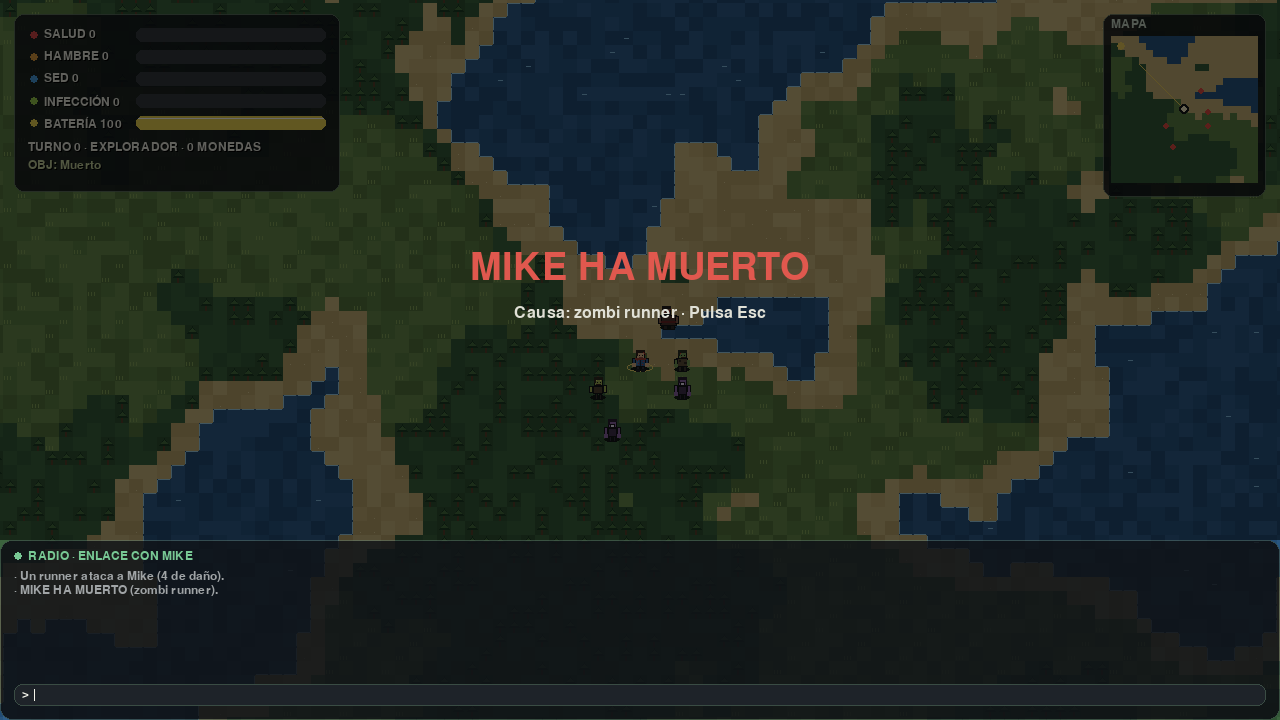 SALUD 0
HAMBRE 0
SED 0
INFECCIÓN 0
BATERÍA 100
TURNO 0 · EXPLORADOR · 0 MONEDAS
OBJ: Muerto
MAPA
MIKE HA MUERTO
Causa: zombi runner · Pulsa Esc
RADIO · ENLACE CON MIKE
· Un runner ataca a Mike (4 de daño).
· MIKE HA MUERTO (zombi runner).
>